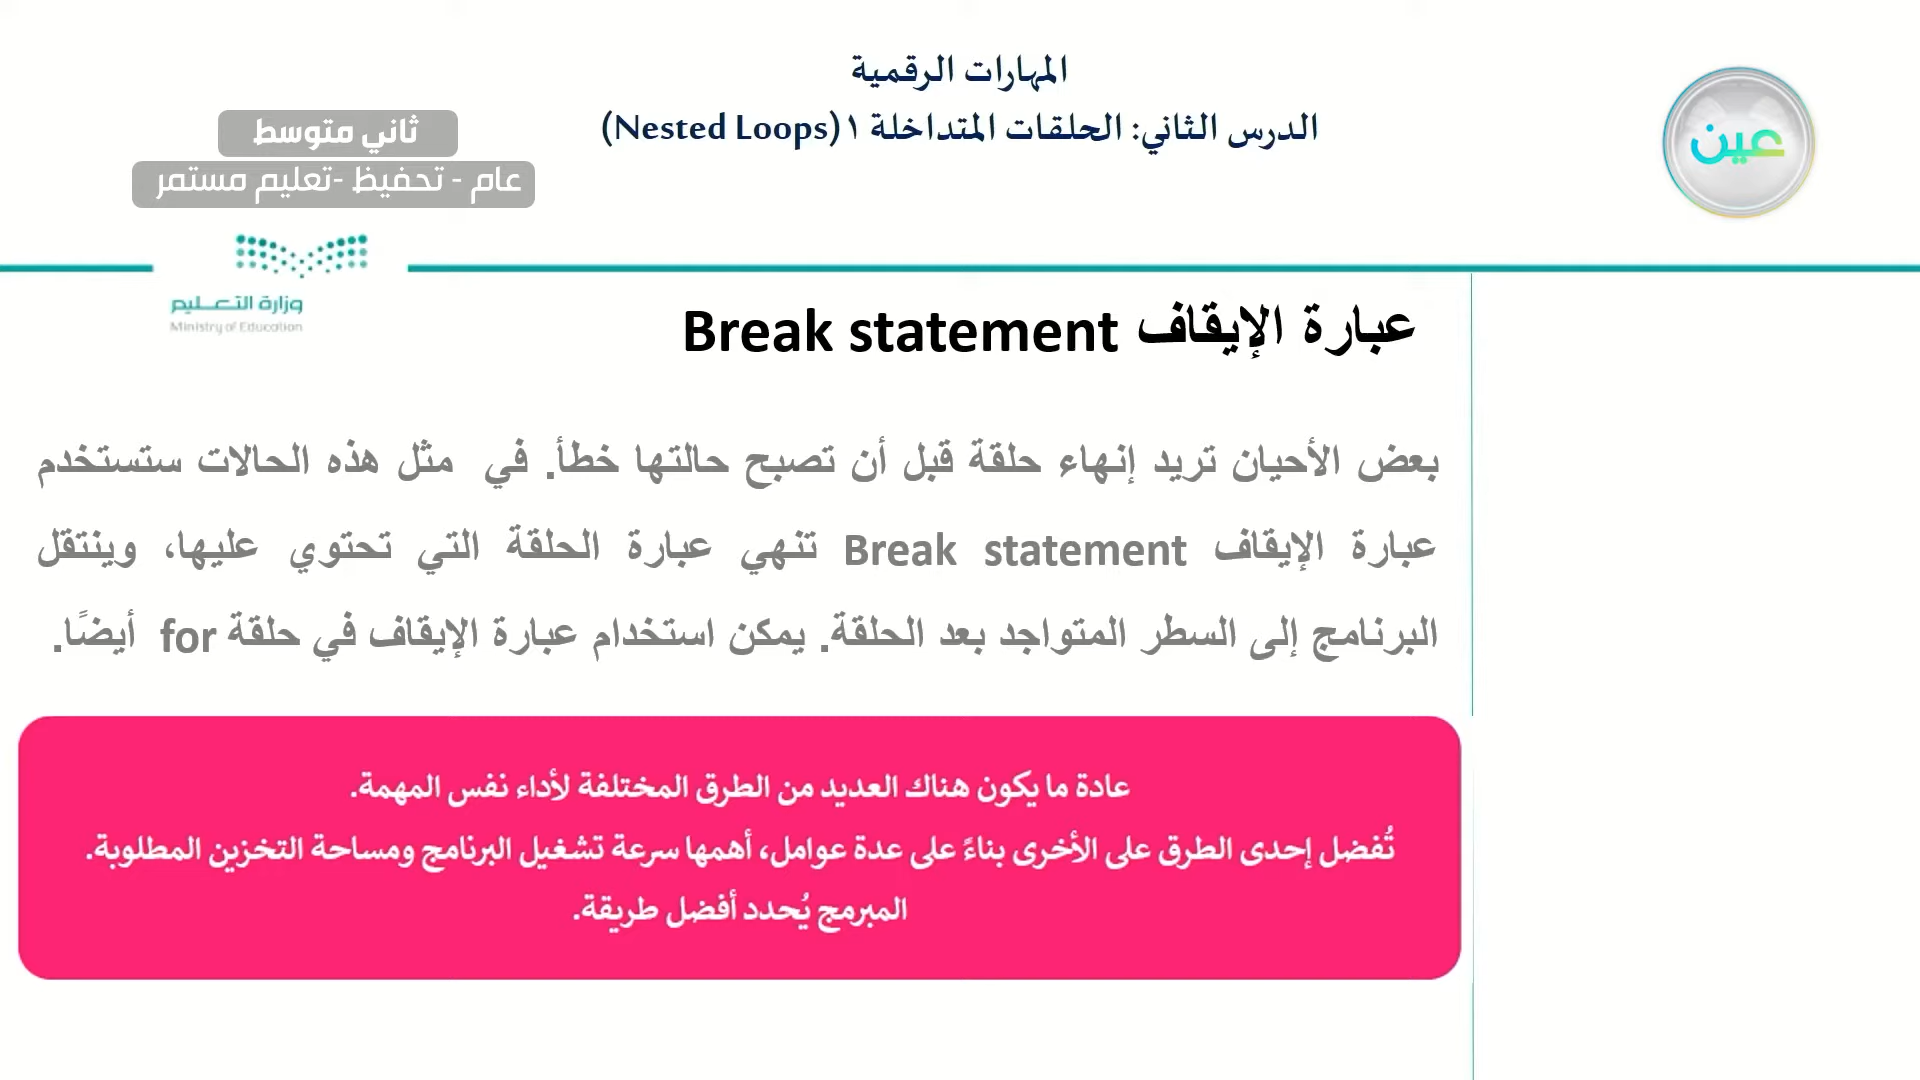 المهارات الرقمية
الدرس الثاني: الحلقات المتداخلة ١ (Nested Loops)
عين
ثاني متوسط
عام - تحفيظ -تعليم مستمر
وزارة التعليم
Ministry of Education
عبارة الإيقاف Break statement
بعض الأحيان تريد إنهاء حلقة قبل أن تصبح حالتها خطأ. في مثل هذه الحالات ستستخدم
عبارة الإيقاف Break statement تنهي عبارة الحلقة التي تحتوي عليها، وينتقل
البرنامج إلى السطر المتواجد بعد الحلقة. يمكن استخدام عبارة الإيقاف في حلقة for أيضًا.
عادة ما يكون هناك العديد من الطرق المختلفة لأداء نفس المهمة.
تُفضل إحدى الطرق على الأخرى بناءً على عدة عوامل، أهمها سرعة تشغيل البرنامج ومساحة التخزين المطلوبة.
المبرمج يُحدد أفضل طريقة.